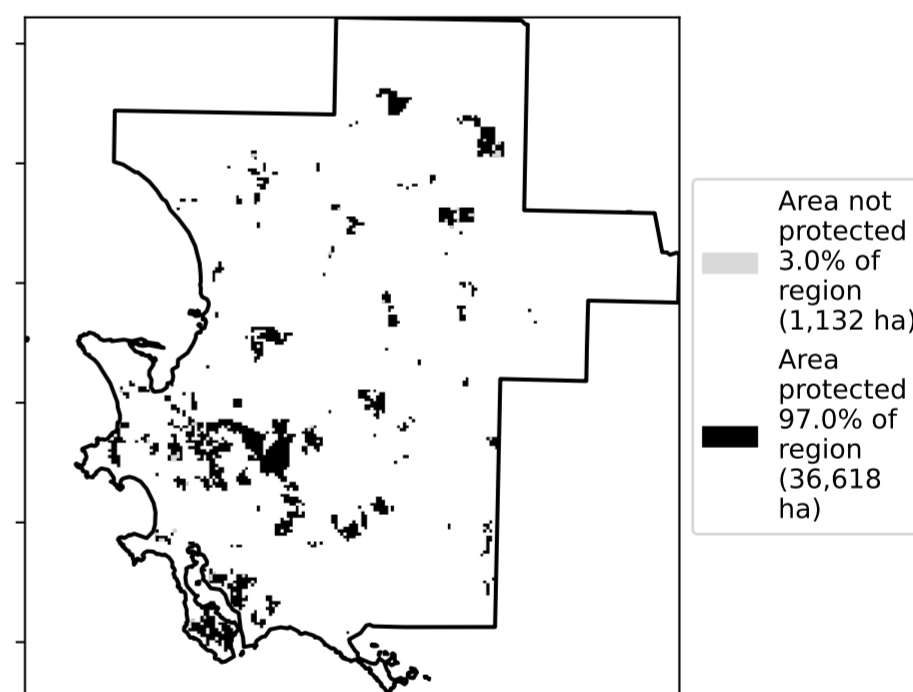 Area not
protected
3.0% of
region
(1,132 ha)
Area
protected
97.0% of
region
(36,618
ha)